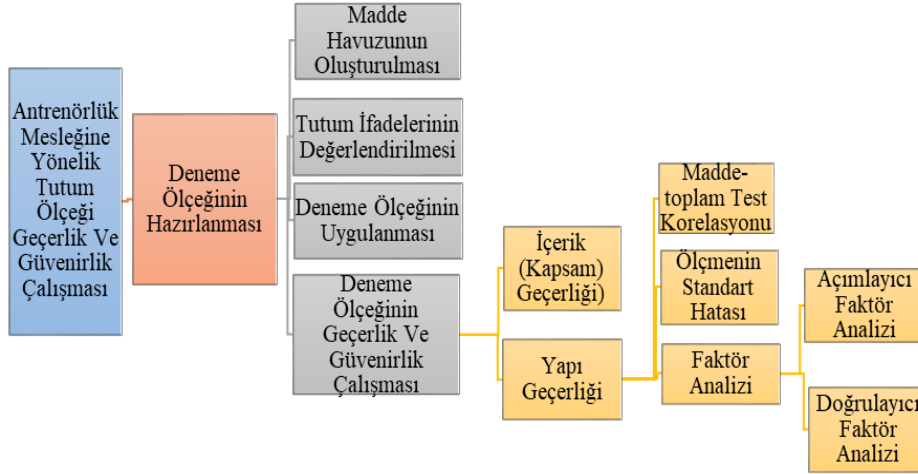 Antrenörlük
Mesleğine
Yönelik
Tutum
Ölçeği
Geçerlik Ve
Güvenirlik
Çalışması
Deneme
Ölçeğinin
Hazırlanması
Madde
Havuzunun
Oluşturulması
Tutum İfadelerinin
Değerlendirilmesi
Deneme Ölçeğinin
Uygulanması
Deneme
Ölçeğinin
Geçerlik Ve
Güvenirlik
Çalışması
İçerik
(Kapsam)
Geçerliği)
Yapı
Geçerliği
Madde-
toplam Test
Korelasyonu
Ölçmenin
Standart
Hatası
Faktör
Analizi
Açımlayıcı
Faktör
Analizi
Doğrulayıcı
Faktör
Analizi